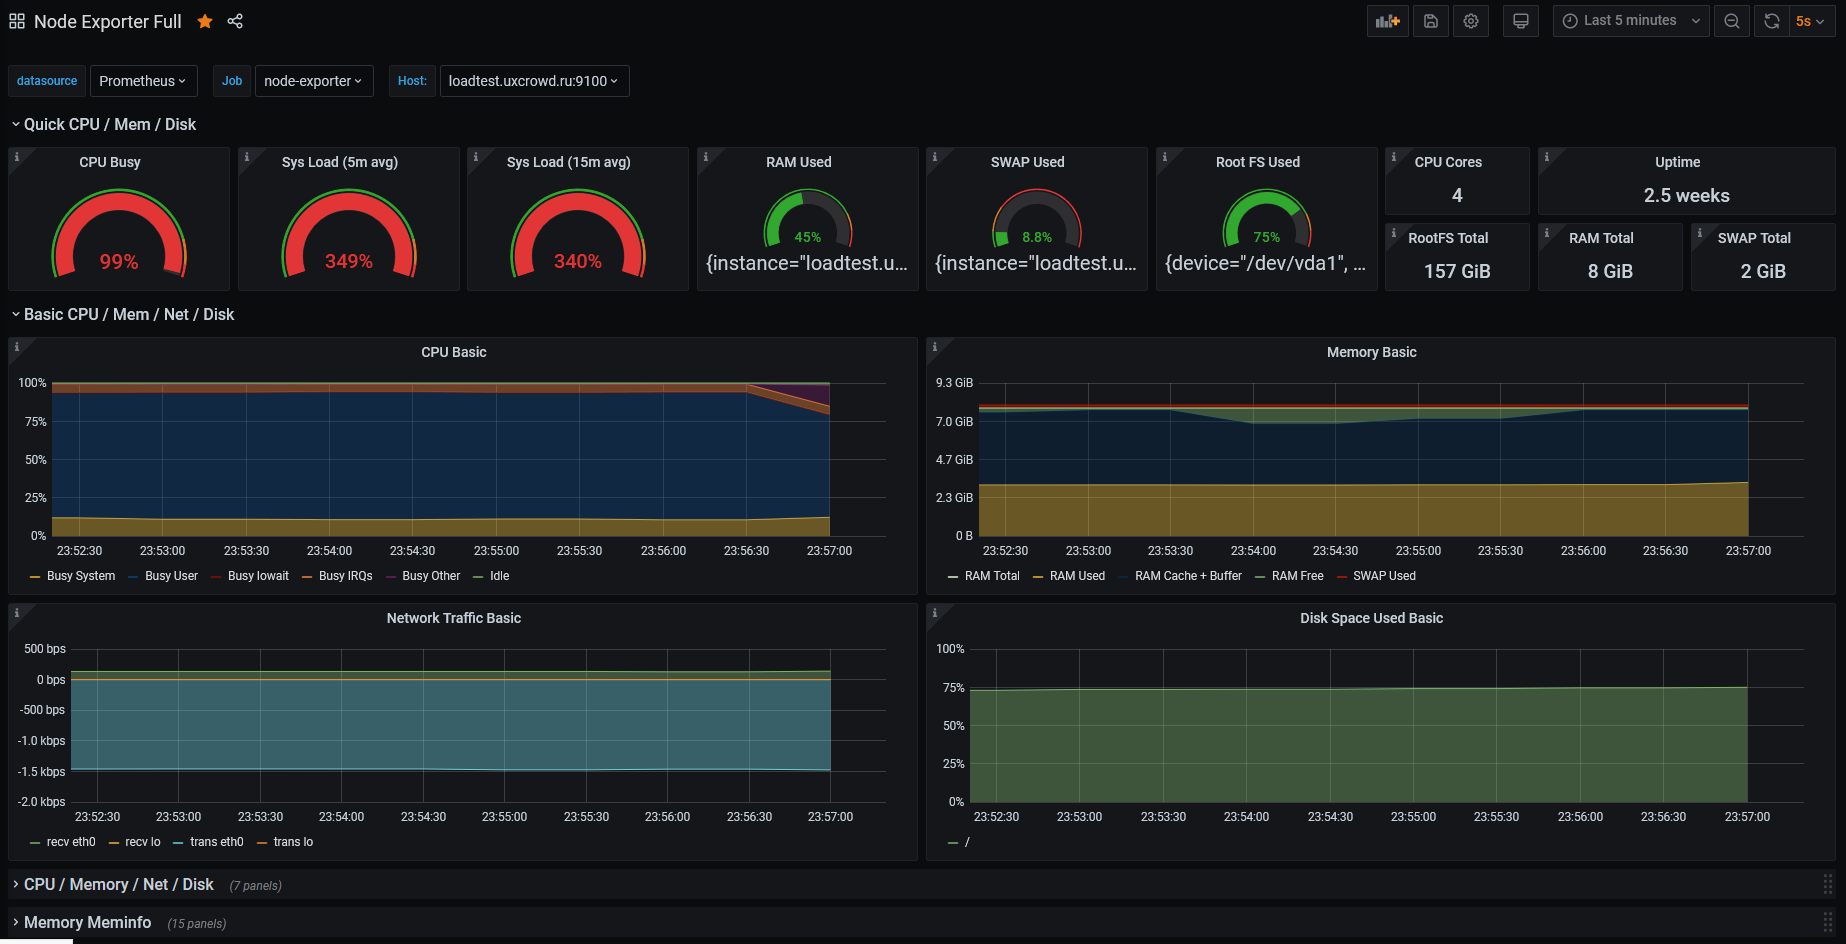 Node Exporter Full
Last 5 minutes
5s
datasource Prometheus Job node-exporter Host: loadtest.uxcrowd.ru:9100
Quick CPU / Mem / Disk
CPU Busy
99%
Sys Load (5m avg)
349%
Sys Load (15m avg)
340%
RAM Used
45%
{instance="loadtest.u...
SWAP Used
8.8%
{instance="loadtest.u...
Root FS Used
75%
{device="/dev/vda1", ...
CPU Cores
4
Uptime
2.5 weeks
RootFS Total
157 GiB
RAM Total
8 GiB
SWAP Total
2 GiB
Basic CPU / Mem / Net / Disk
CPU Basic
100%
75%
50%
25%
0%
23:52:30 23:53:00 23:53:30 23:54:00 23:54:30 23:55:00 23:55:30 23:56:00 23:56:30 23:57:00
Busy System Busy User Busy Iowait Busy IRQs Busy Other Idle
Memory Basic
9.3 GiB
7.0 GiB
4.7 GiB
2.3 GiB
0 B
23:52:30 23:53:00 23:53:30 23:54:00 23:54:30 23:55:00 23:55:30 23:56:00 23:56:30 23:57:00
RAM Total RAM Used RAM Cache + Buffer RAM Free SWAP Used
Network Traffic Basic
500 bps
0 bps
-500 bps
-1.0 kbps
-1.5 kbps
-2.0 kbps
23:52:30 23:53:00 23:53:30 23:54:00 23:54:30 23:55:00 23:55:30 23:56:00 23:56:30 23:57:00
recv eth0 recv lo trans eth0 trans lo
Disk Space Used Basic
100%
75%
50%
25%
0%
23:52:30 23:53:00 23:53:30 23:54:00 23:54:30 23:55:00 23:55:30 23:56:00 23:56:30 23:57:00
/
CPU / Memory / Net / Disk (7 panels)
Memory Meminfo (15 panels)